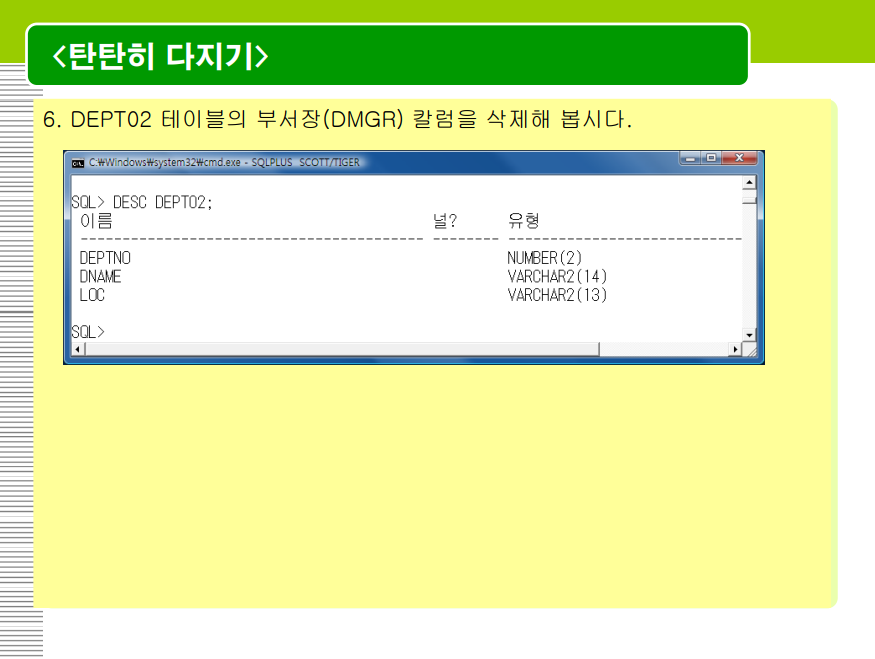 <탄탄히 다지기>
6. DEPT02 테이블의 부서장(DMGR) 칼럼을 삭제해 봅시다.
C:\Windows\system32\cmd.exe - SQLPLUS SCOTT/TIGER
SQL> DESC DEPT02;
이름 널? 유형
----------------------------------------- -------- ----------------------------
DEPTNO NUMBER(2)
DNAME VARCHAR2(14)
LOC VARCHAR2(13)
SQL>